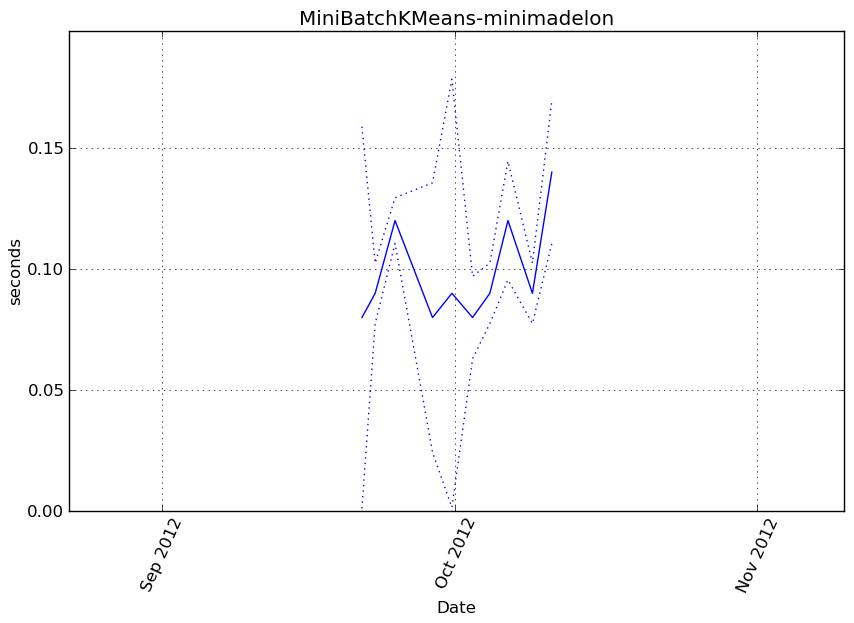 MiniBatchKMeans-minimadelon
seconds
0.15
0.10
0.05
0.00
Sep 2012
Oct 2012
Nov 2012
Date